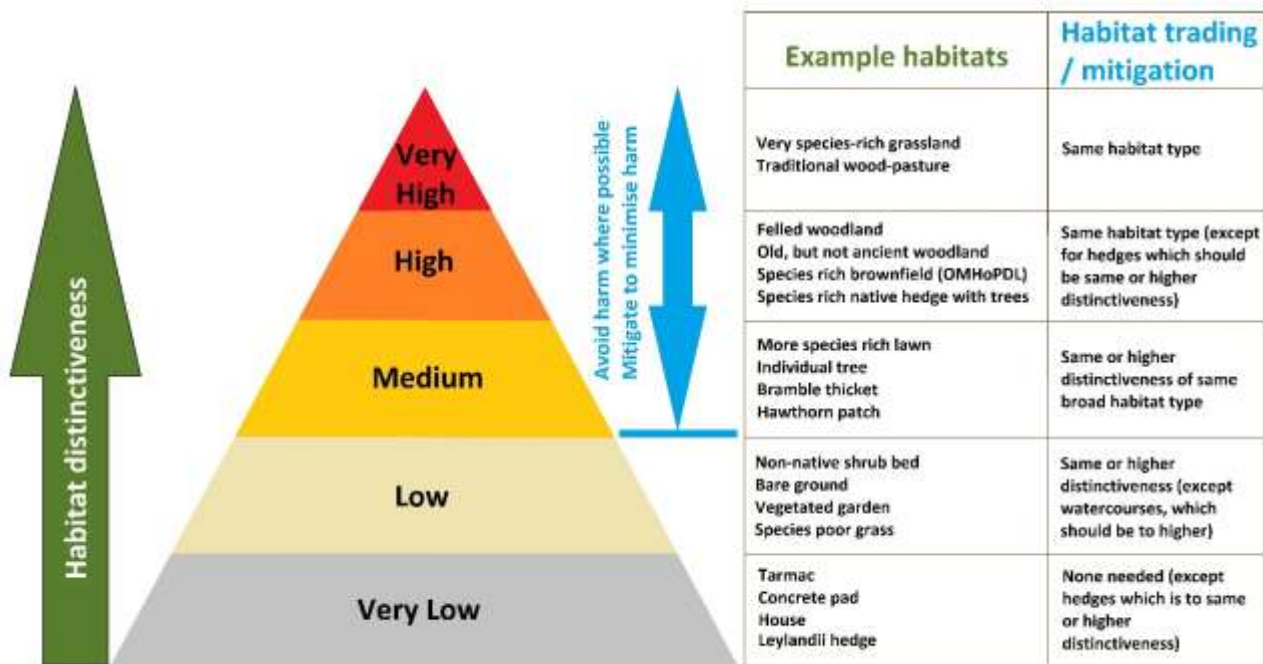 Habitat distinctiveness
Very
High
High
Medium
Low
Very Low
Avoid harm where possible
Mitigate to minimise harm
Example habitats
Habitat trading
/ mitigation
Very species-rich grassland
Traditional wood-pasture
Same habitat type
Felled woodland
Old, but not ancient woodland
Species rich brownfield (OMHoPDL)
Species rich native hedge with trees
Same habitat type (except
for hedges which should
be same or higher
distinctiveness)
More species rich lawn
Individual tree
Bramble thicket
Hawthorn patch
Same or higher
distinctiveness of same
broad habitat type
Non-native shrub bed
Bare ground
Vegetated garden
Species poor grass
Same or higher
distinctiveness (except
watercourses, which
should be to higher)
Tarmac
Concrete pad
House
Leylandii hedge
None needed (except
hedges which is to same
or higher
distinctiveness)